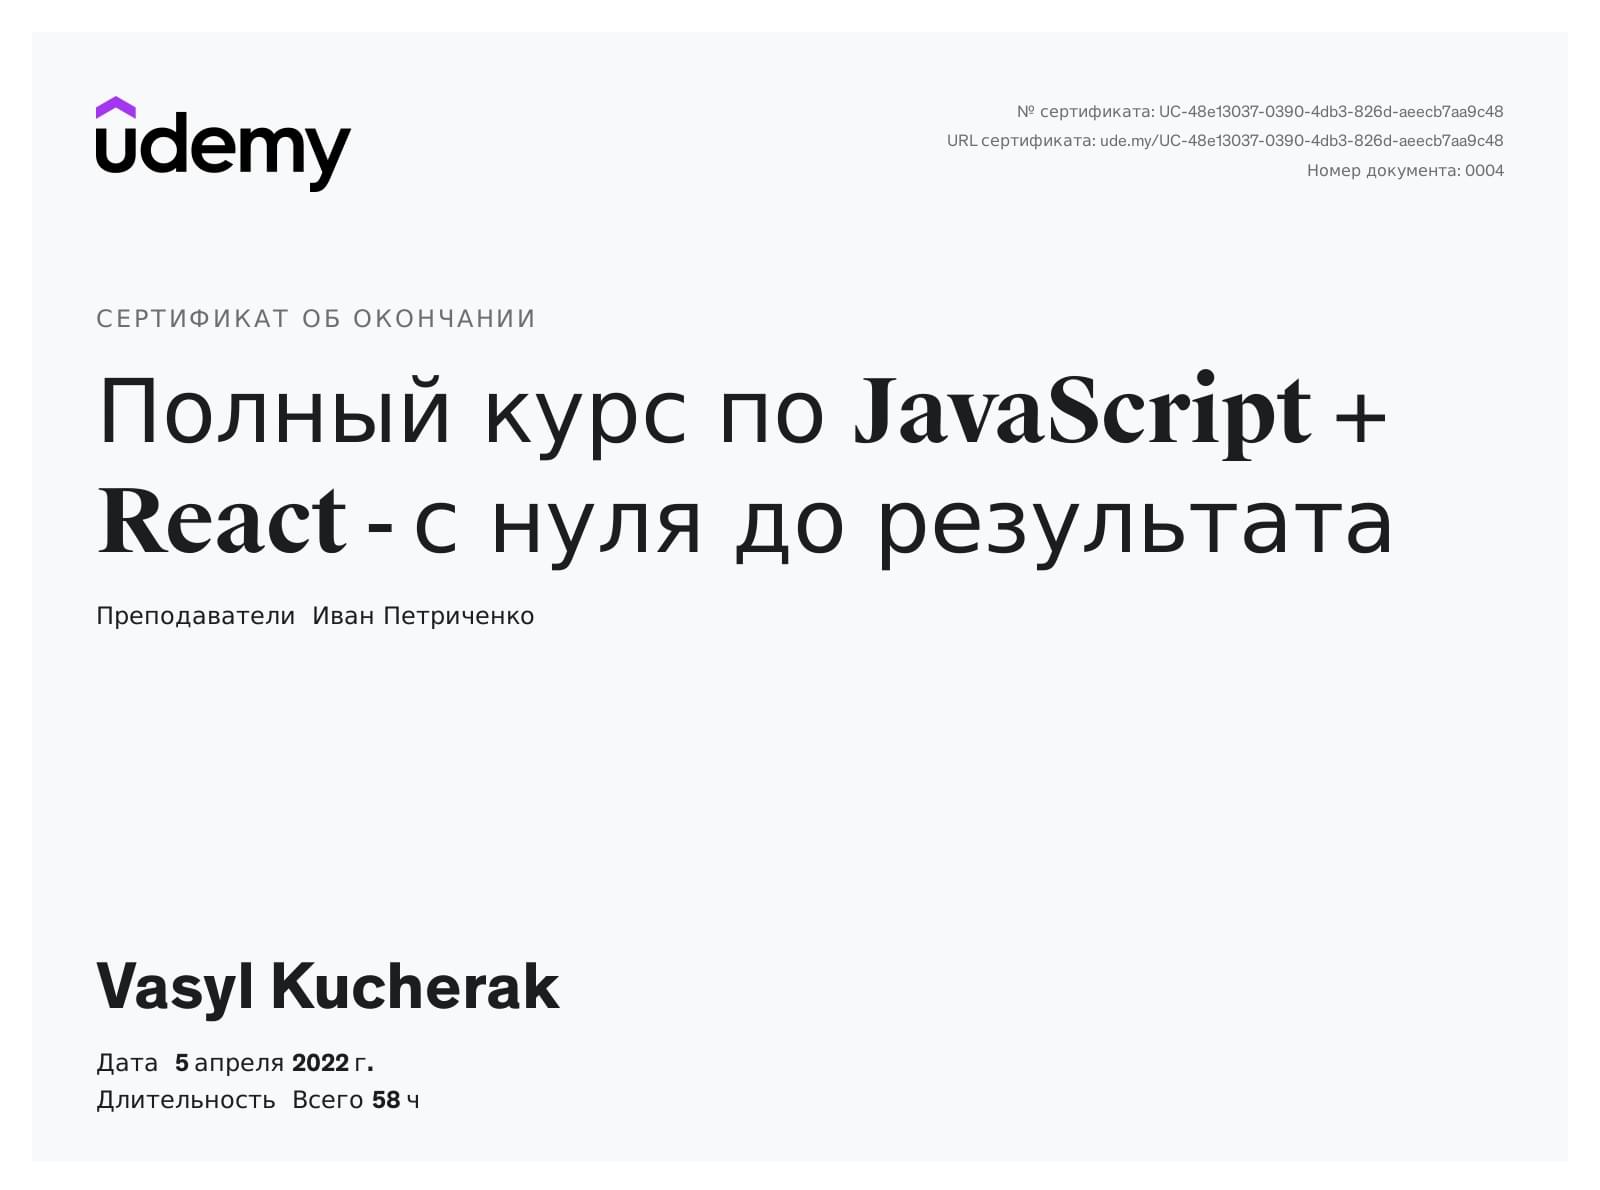 udemy
№ сертификата: UC-48e13037-0390-4db3-826d-aeecb7aa9c48
URL сертификата: ude.my/UC-48e13037-0390-4db3-826d-aeecb7aa9c48
Номер документа: 0004
СЕРТИФИКАТ ОБ ОКОНЧАНИИ
Полный курс по JavaScript +
React - с нуля до результата
Преподаватели Иван Петриченко
Vasyl Kucherak
Дата 5 апреля 2022 г.
Длительность Всего 58 ч